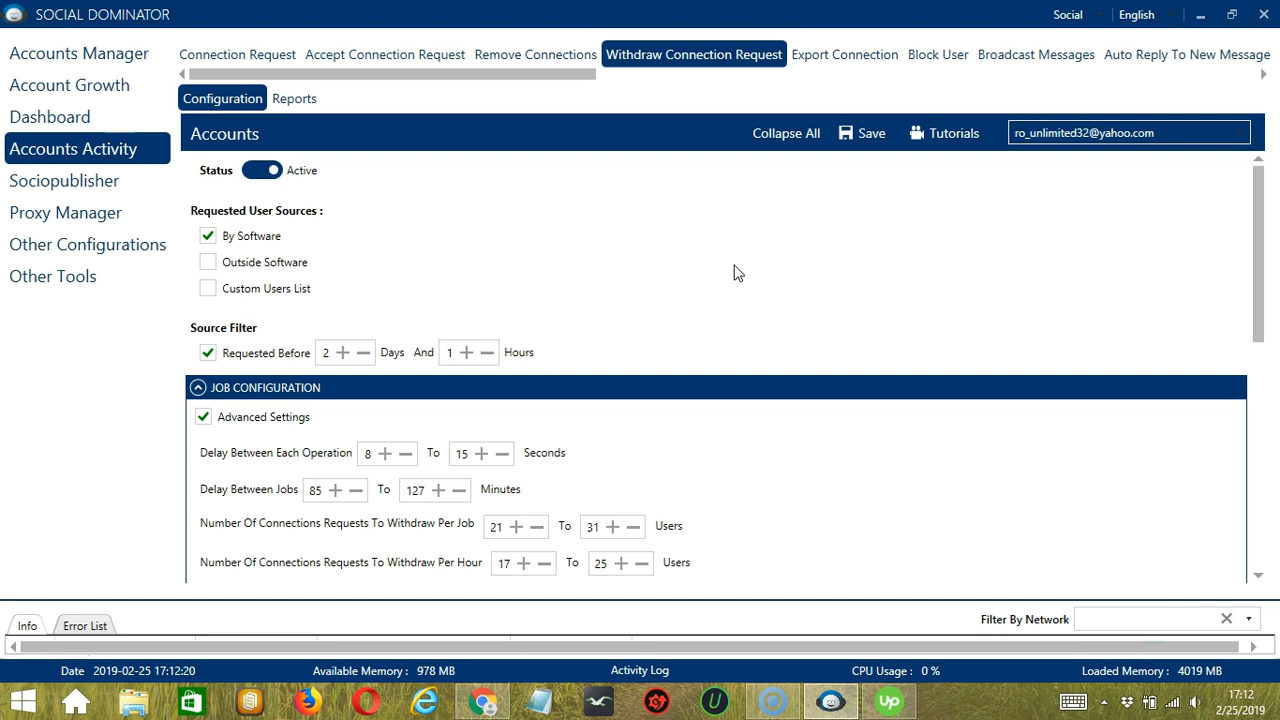 SOCIAL DOMINATOR
Social English
Accounts Manager
Account Growth
Dashboard
Accounts Activity
Sociopublisher
Proxy Manager
Other Configurations
Other Tools
Connection Request Accept Connection Request Remove Connections Withdraw Connection Request Export Connection Block User Broadcast Messages Auto Reply To New Message
Configuration Reports
Accounts Collapse All Save Tutorials ro_unlimited32@yahoo.com
Status Active
Requested User Sources :
By Software
Outside Software
Custom Users List
Source Filter
Requested Before 2 Days And 1 Hours
JOB CONFIGURATION
Advanced Settings
Delay Between Each Operation 8 To 15 Seconds
Delay Between Jobs 85 To 127 Minutes
Number Of Connections Requests To Withdraw Per Job 21 To 31 Users
Number Of Connections Requests To Withdraw Per Hour 17 To 25 Users
Info Error List Filter By Network
Date 2019-02-25 17:12:20 Available Memory : 978 MB Activity Log CPU Usage : 0 % Loaded Memory : 4019 MB
Up
17:12
2/25/2019